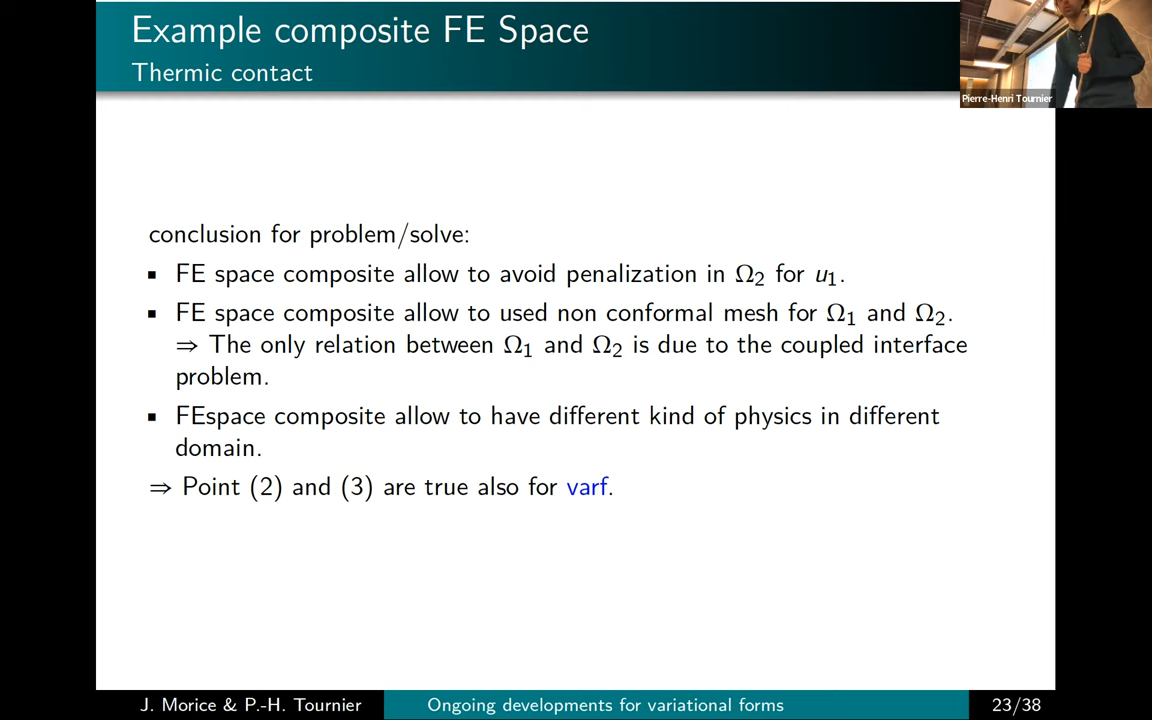 Example composite FE Space
Thermic contact
Pierre-Henri Tournier
conclusion for problem/solve:
▪ FE space composite allow to avoid penalization in Ω₂ for u₁.
▪ FE space composite allow to used non conformal mesh for Ω₁ and Ω₂.
⇒ The only relation between Ω₁ and Ω₂ is due to the coupled interface
problem.
▪ FEspace composite allow to have different kind of physics in different
domain.
⇒ Point (2) and (3) are true also for varf.
J. Morice & P.-H. Tournier
Ongoing developments for variational forms
23/38